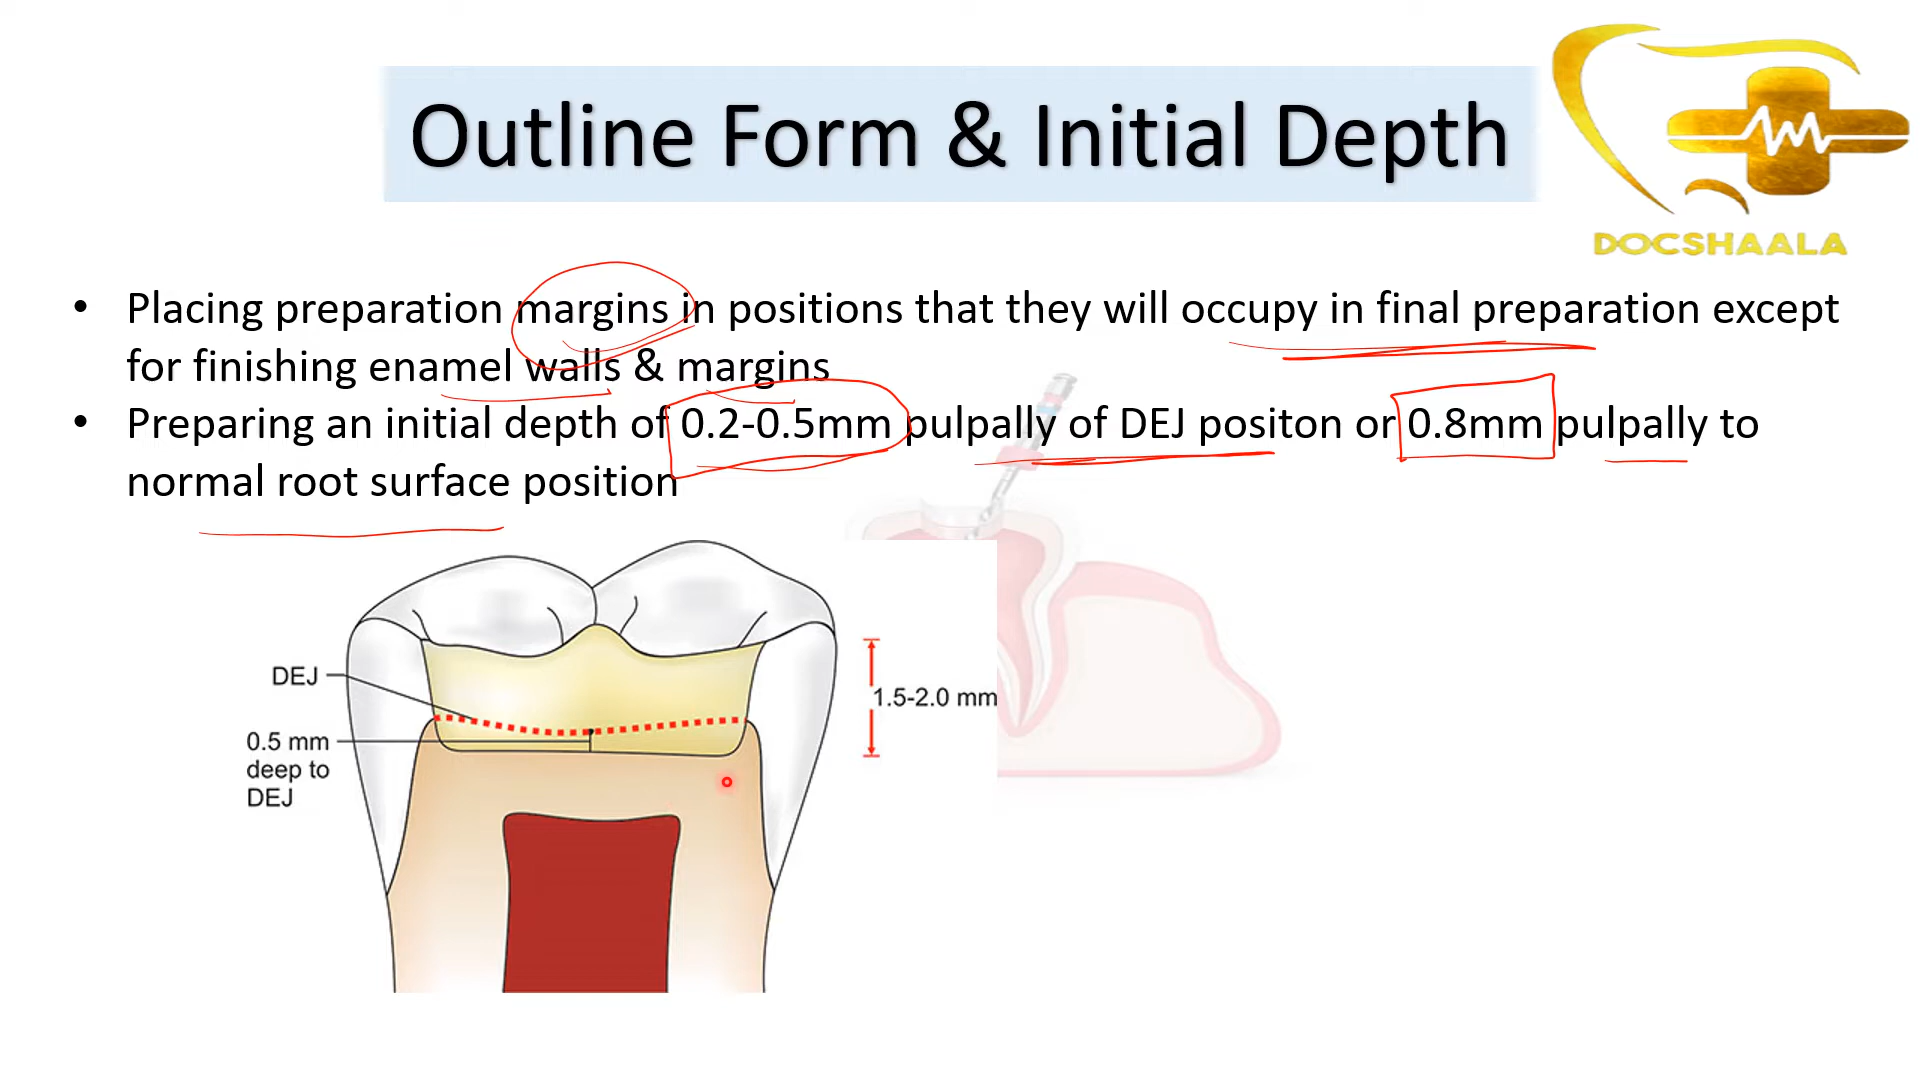 Outline Form & Initial Depth
DOCSHAALA
• Placing preparation margins in positions that they will occupy in final preparation except
for finishing enamel walls & margins
• Preparing an initial depth of 0.2-0.5mm pulpally of DEJ positon or 0.8mm pulpally to
normal root surface position
DEJ
1.5-2.0 mm
0.5 mm
deep to
DEJ